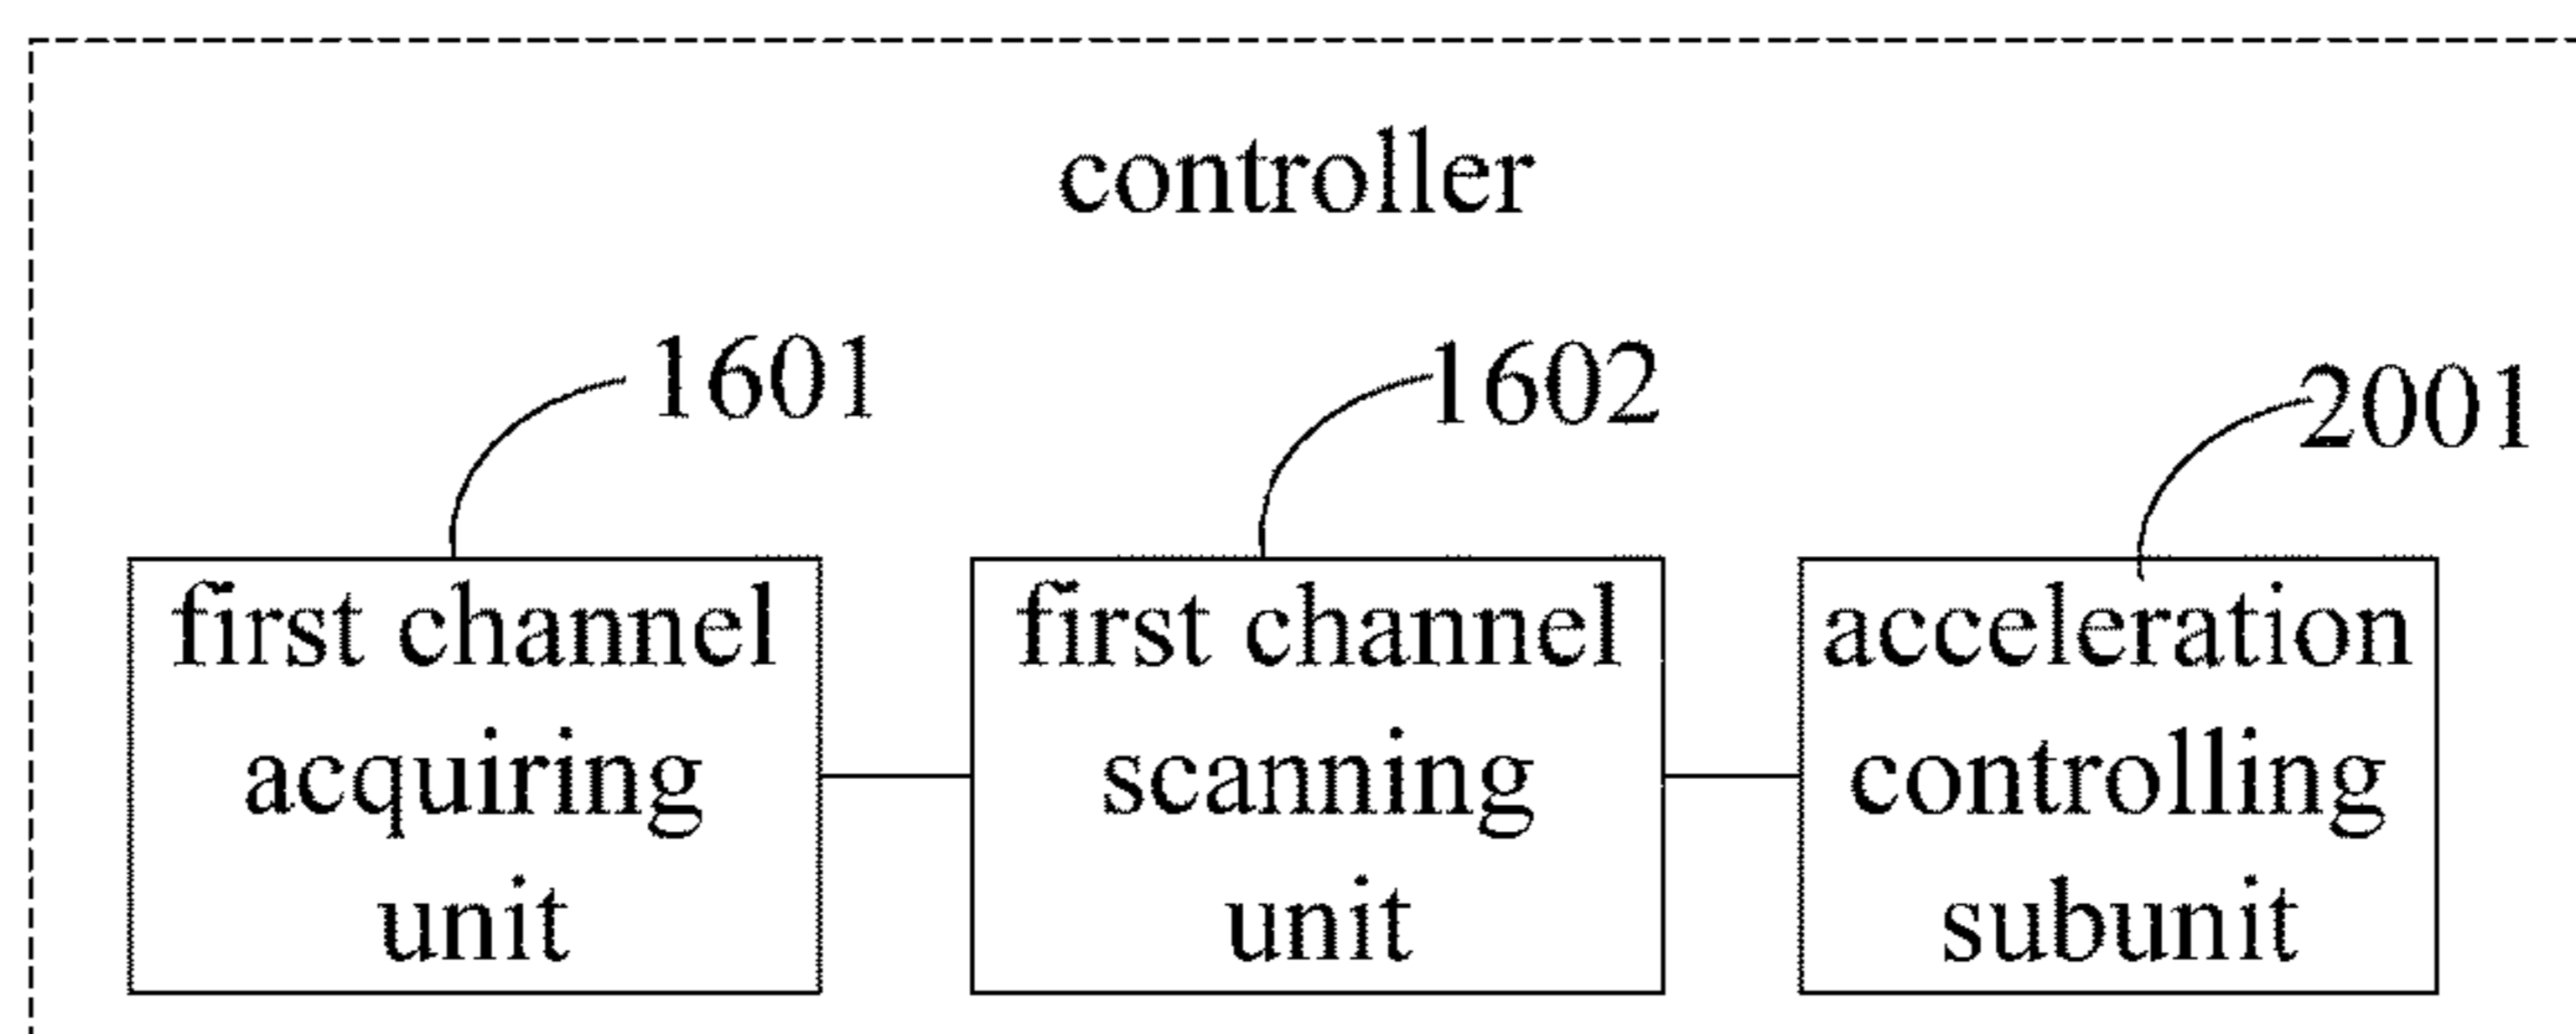 controller
1601
1602
2001
first channel
acquiring
unit
first channel
scanning
unit
acceleration
controlling
subunit